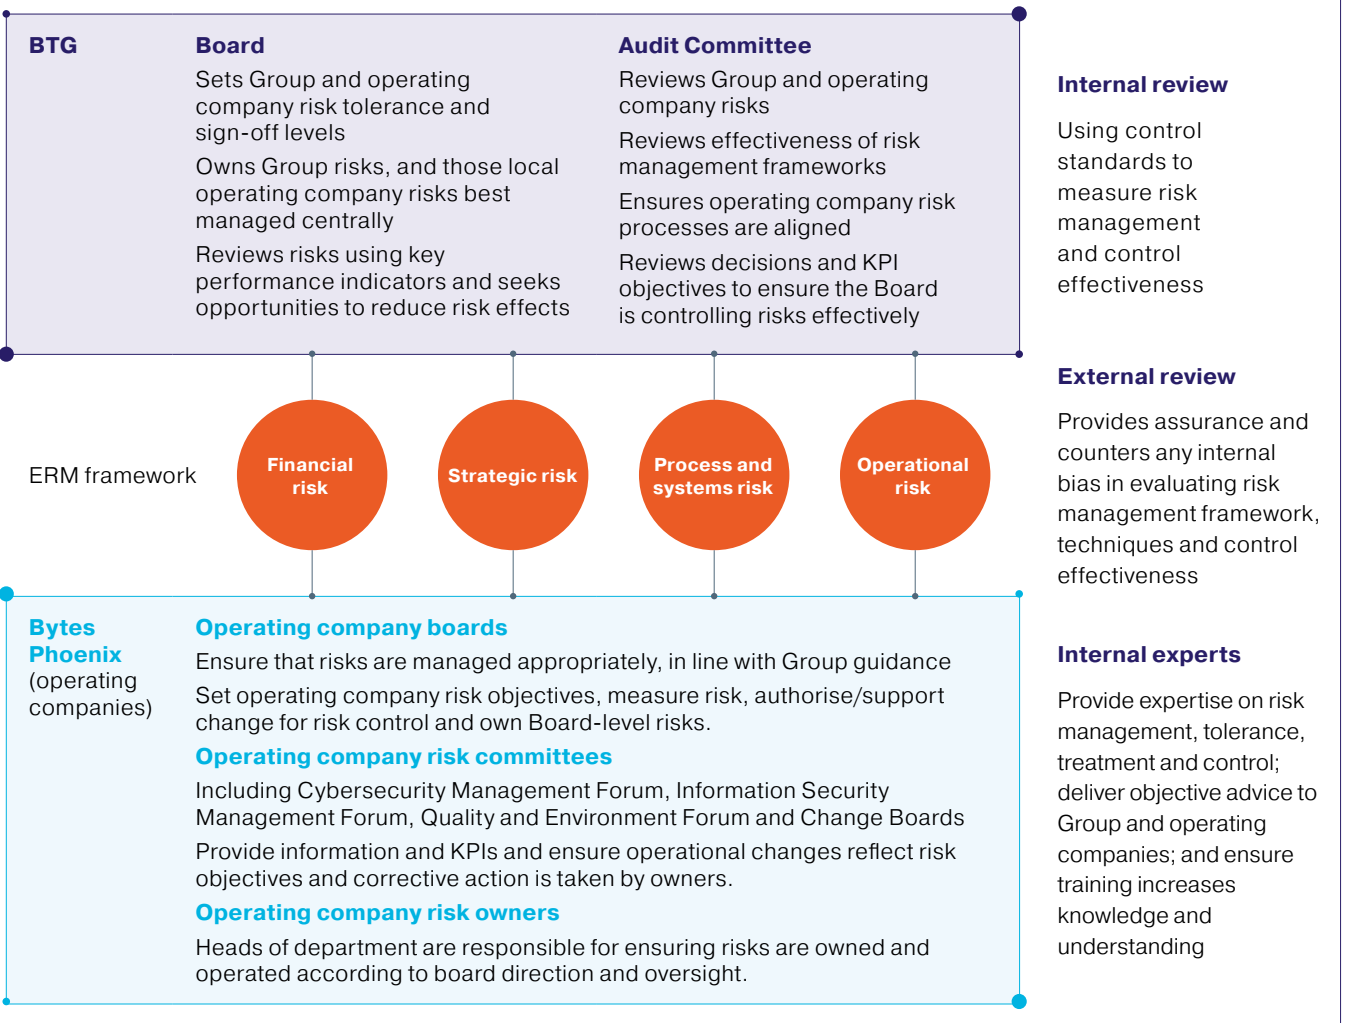 BTG
Board
Sets Group and operating
company risk tolerance and
sign-off levels
Owns Group risks, and those local
operating company risks best
managed centrally
Reviews risks using key
performance indicators and seeks
opportunities to reduce risk effects
Audit Committee
Reviews Group and operating
company risks
Reviews effectiveness of risk
management frameworks
Ensures operating company risk
processes are aligned
Reviews decisions and KPI
objectives to ensure the Board
is controlling risks effectively
ERM framework
Financial
risk
Strategic risk
Process and
systems risk
Operational
risk
Bytes
Phoenix
(operating
companies)
Operating company boards
Ensure that risks are managed appropriately, in line with Group guidance
Set operating company risk objectives, measure risk, authorise/support
change for risk control and own Board-level risks.
Operating company risk committees
Including Cybersecurity Management Forum, Information Security
Management Forum, Quality and Environment Forum and Change Boards
Provide information and KPIs and ensure operational changes reflect risk
objectives and corrective action is taken by owners.
Operating company risk owners
Heads of department are responsible for ensuring risks are owned and
operated according to board direction and oversight.
Internal review
Using control
standards to
measure risk
management
and control
effectiveness
External review
Provides assurance and
counters any internal
bias in evaluating risk
management framework,
techniques and control
effectiveness
Internal experts
Provide expertise on risk
management, tolerance,
treatment and control;
deliver objective advice to
Group and operating
companies; and ensure
training increases
knowledge and
understanding